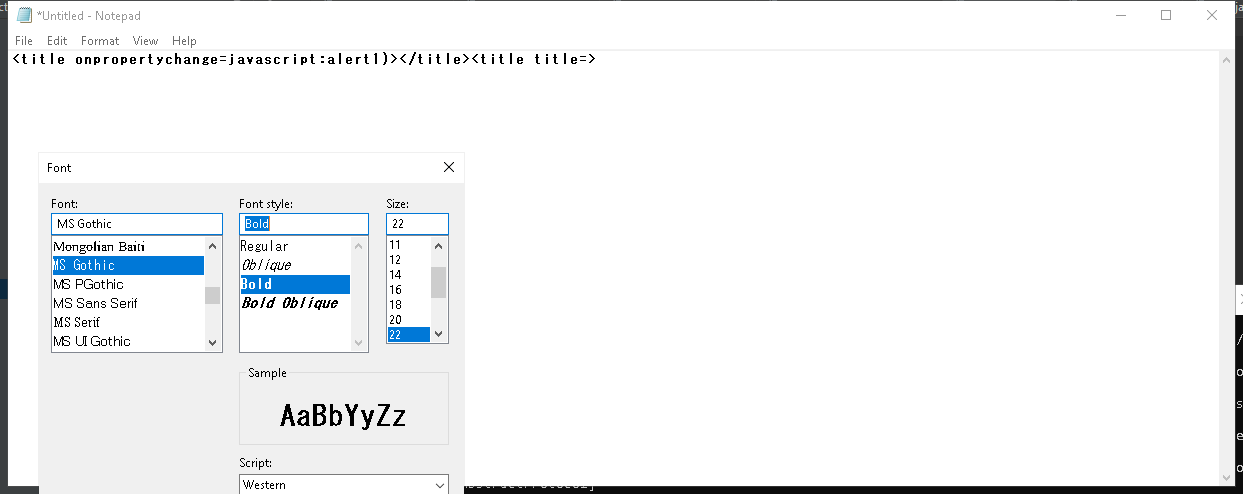 *Untitled - Notepad
File Edit Format View Help
<title onpropertychange=javascript:alert1)></title><title title=>
Font
Font: Font style: Size:
MS Gothic Bold 22
Mongolian Baiti Regular 11
MS Gothic Oblique 12
MS PGothic Bold 14
MS Sans Serif Bold Oblique 16
MS Serif 18
MS UI Gothic 20
22
Sample
AaBbYyZz
Script:
Western